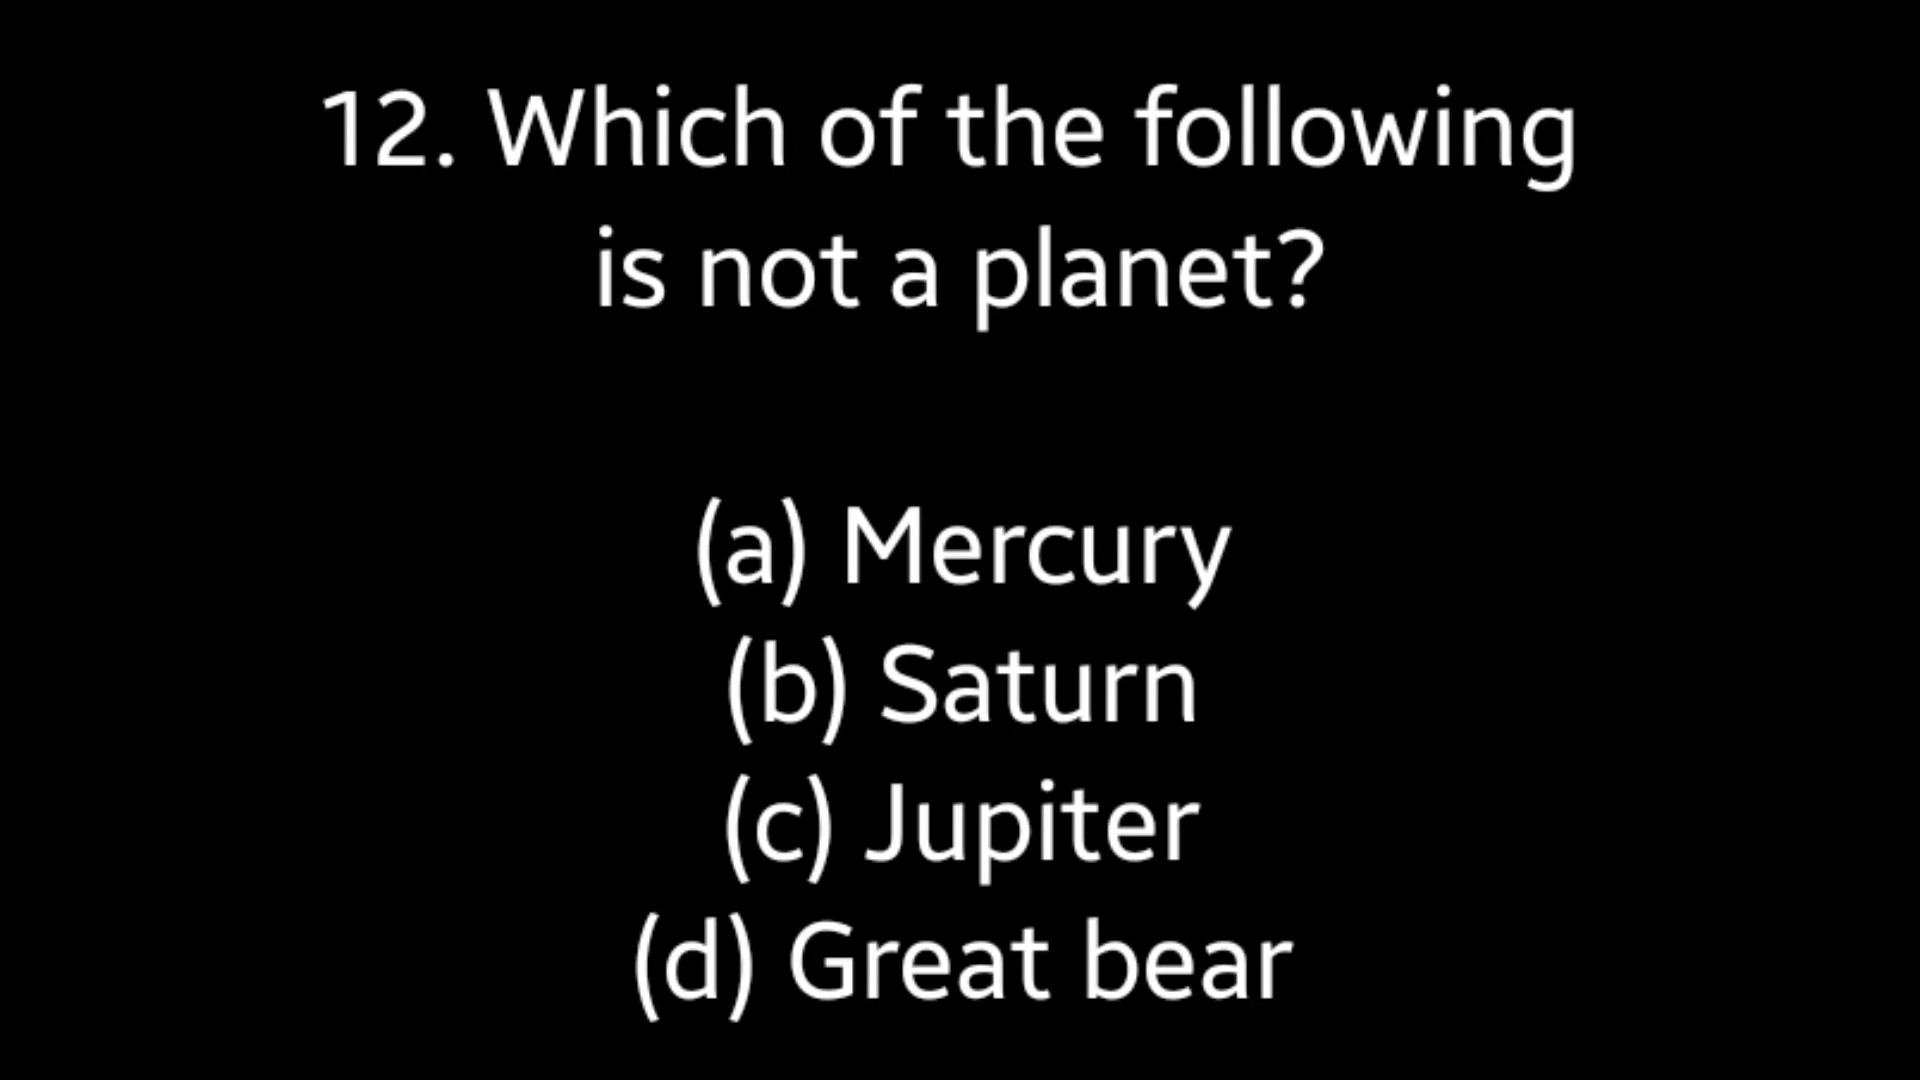 12. Which of the following
is not a planet?
(a) Mercury
(b) Saturn
(c) Jupiter
(d) Great bear